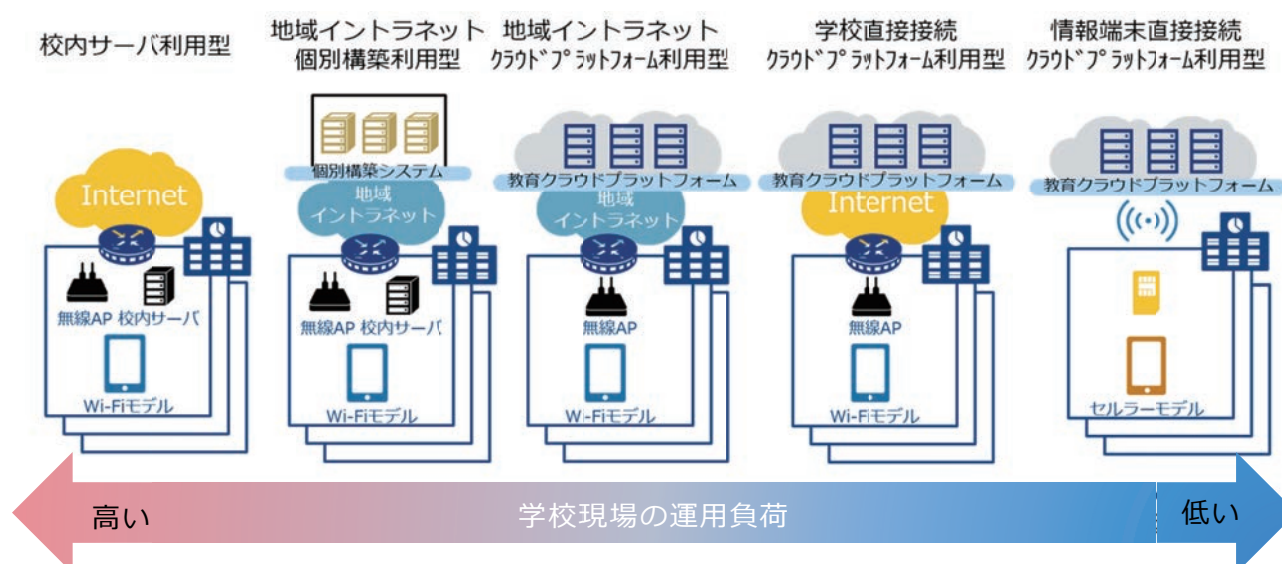 校内サーバ利用型
地域イントラネット
個別構築利用型
地域イントラネット
クラウドプラットフォーム利用型
学校直接接続
クラウドプラットフォーム利用型
情報端末直接接続
クラウドプラットフォーム利用型
Internet
無線AP 校内サーバ
Wi-Fiモデル
個別構築システム
地域
イントラネット
無線AP 校内サーバ
Wi-Fiモデル
教育クラウドプラットフォーム
地域
イントラネット
無線AP
Wi-Fiモデル
教育クラウドプラットフォーム
Internet
無線AP
Wi-Fiモデル
教育クラウドプラットフォーム
セルラーモデル
高い
学校現場の運用負荷
低い